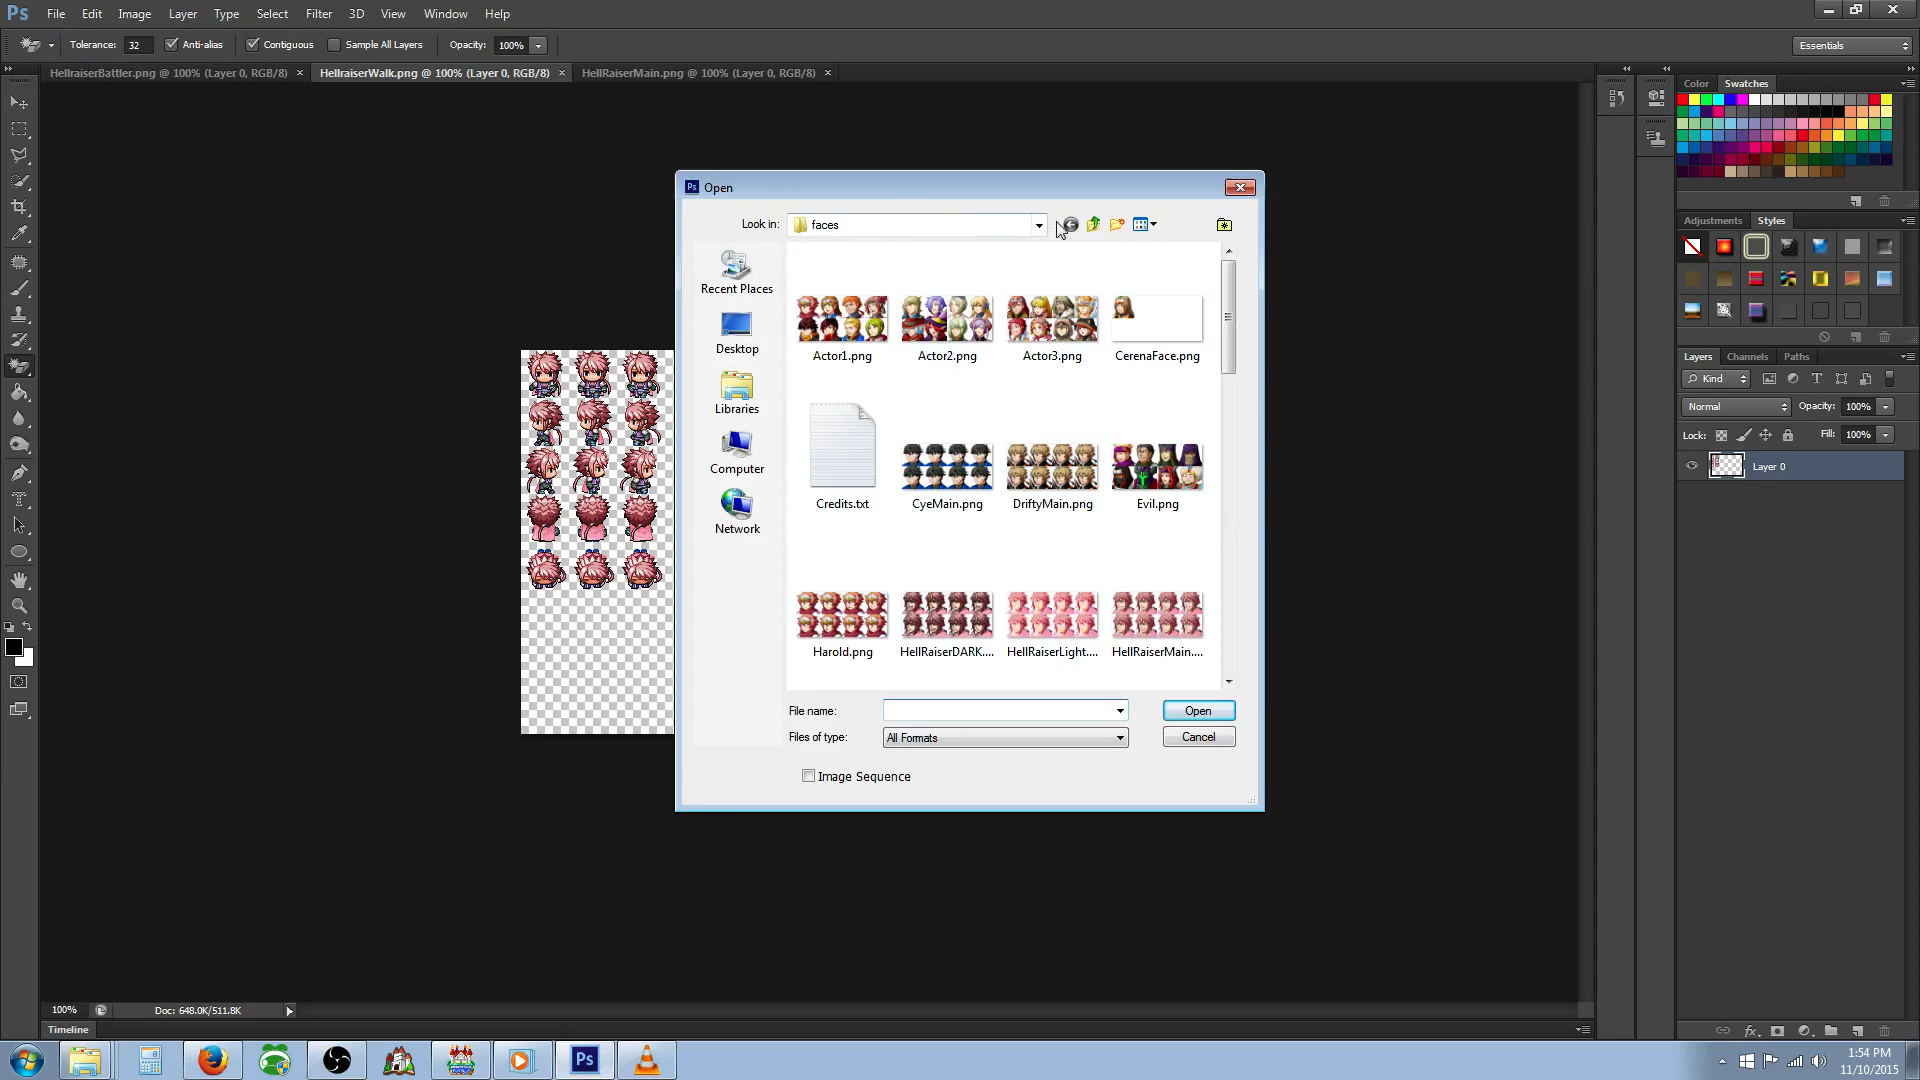 Ps File Edit Image Layer Type Select Filter 3D View Window Help
Tolerance: 32 Anti-alias Contiguous Sample All Layers Opacity: 100% Essentials
HellraiserBattler.png @ 100% (Layer 0, RGB/8) × HellraiserWalk.png @ 100% (Layer 0, RGB/8) × HellRaiserMain.png @ 100% (Layer 0, RGB/8) ×
Color Swatches
Ps Open
Look in: faces
Recent Places
Desktop
Libraries
Computer
Network
Actor1.png Actor2.png Actor3.png CerenaFace.png
Credits.txt CyeMain.png DriftyMain.png Evil.png
Harold.png HellRaiserDARK.... HellRaiserLight.... HellRaiserMain....
File name: Open
Files of type: All Formats Cancel
Image Sequence
Adjustments Styles
Layers Channels Paths
Kind
Normal Opacity: 100%
Lock: Fill: 100%
Layer 0
fx
100% Doc: 648.0K/511.8K
Timeline
Ps
1:54 PM
11/10/2015